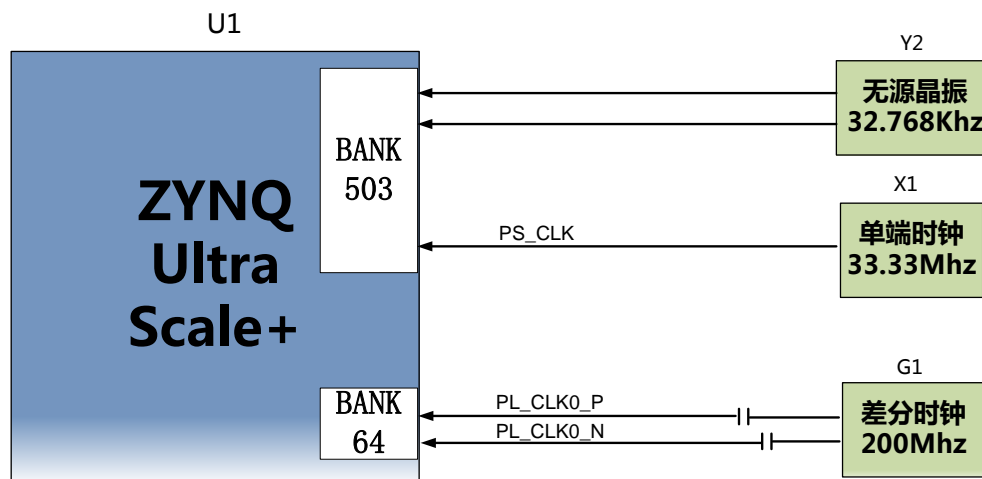 U1
ZYNQ
Ultra
Scale+
BANK
503
BANK
64
PS_CLK
PL_CLK0_P
PL_CLK0_N
Y2
无源晶振
32.768Khz
X1
单端时钟
33.33Mhz
G1
差分时钟
200Mhz